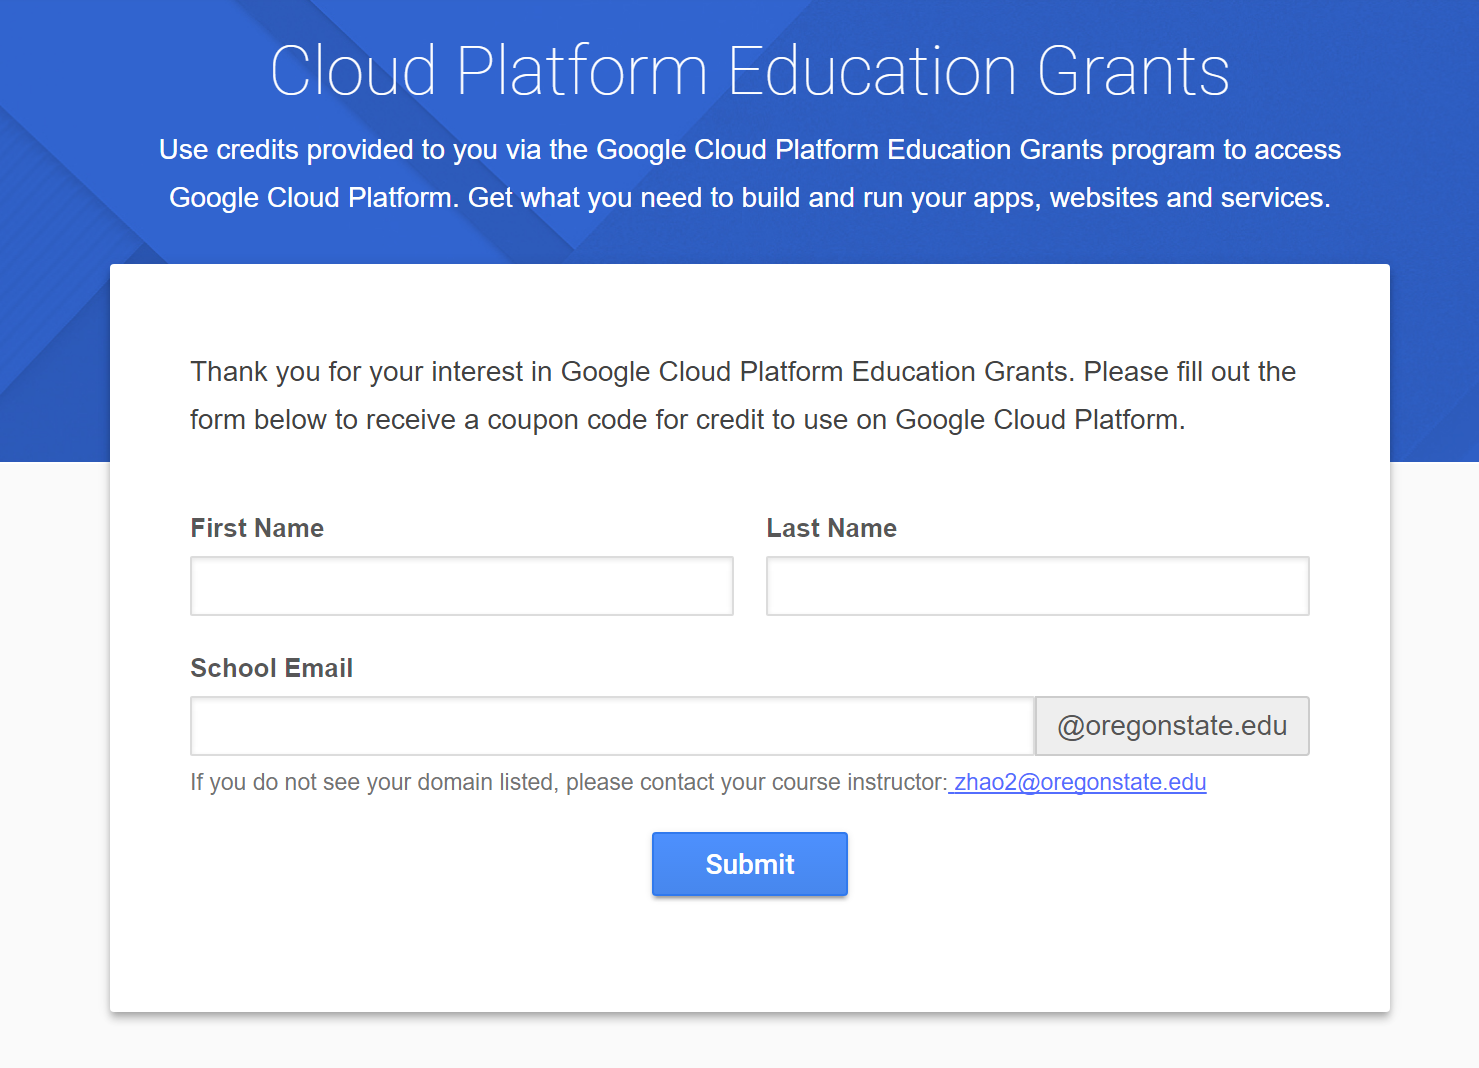 Cloud Platform Education Grants
Use credits provided to you via the Google Cloud Platform Education Grants program to access
Google Cloud Platform. Get what you need to build and run your apps, websites and services.
Thank you for your interest in Google Cloud Platform Education Grants. Please fill out the
form below to receive a coupon code for credit to use on Google Cloud Platform.
First Name
Last Name
School Email
@oregonstate.edu
If you do not see your domain listed, please contact your course instructor: zhao2@oregonstate.edu
Submit